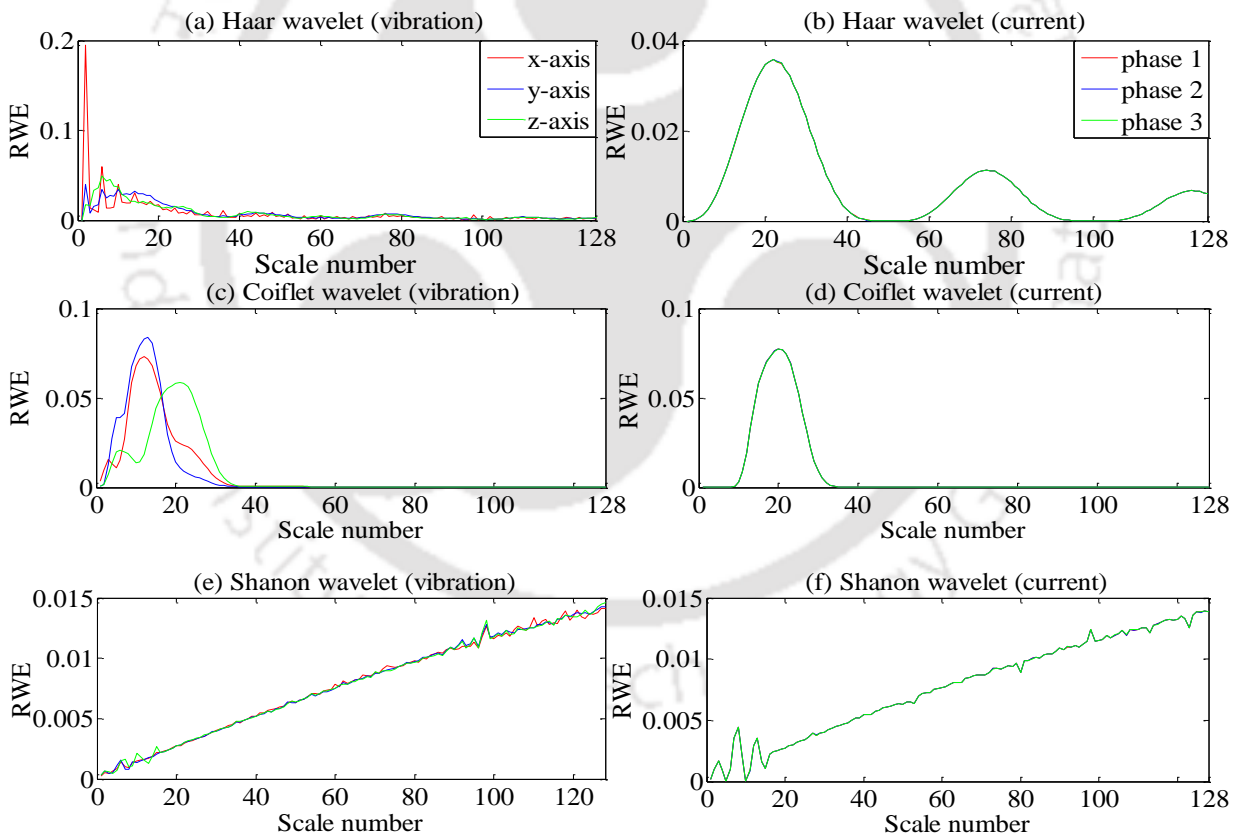 (a) Haar wavelet (vibration)
0.2
0.1
0
RWE
x-axis
y-axis
z-axis
0 20 40 60 80 100 128
Scale number
(b) Haar wavelet (current)
0.04
0.02
0
RWE
phase 1
phase 2
phase 3
0 20 40 60 80 100 128
Scale number
(c) Coiflet wavelet (vibration)
0.1
0.05
0
RWE
0 20 40 60 80 100 128
Scale number
(d) Coiflet wavelet (current)
0.1
0.05
0
RWE
0 20 40 60 80 100 128
Scale number
(e) Shanon wavelet (vibration)
0.015
0.01
0.005
0
RWE
0 20 40 60 80 100 120
Scale number
(f) Shanon wavelet (current)
0.015
0.01
0.005
0
RWE
0 20 40 60 80 100 128
Scale number